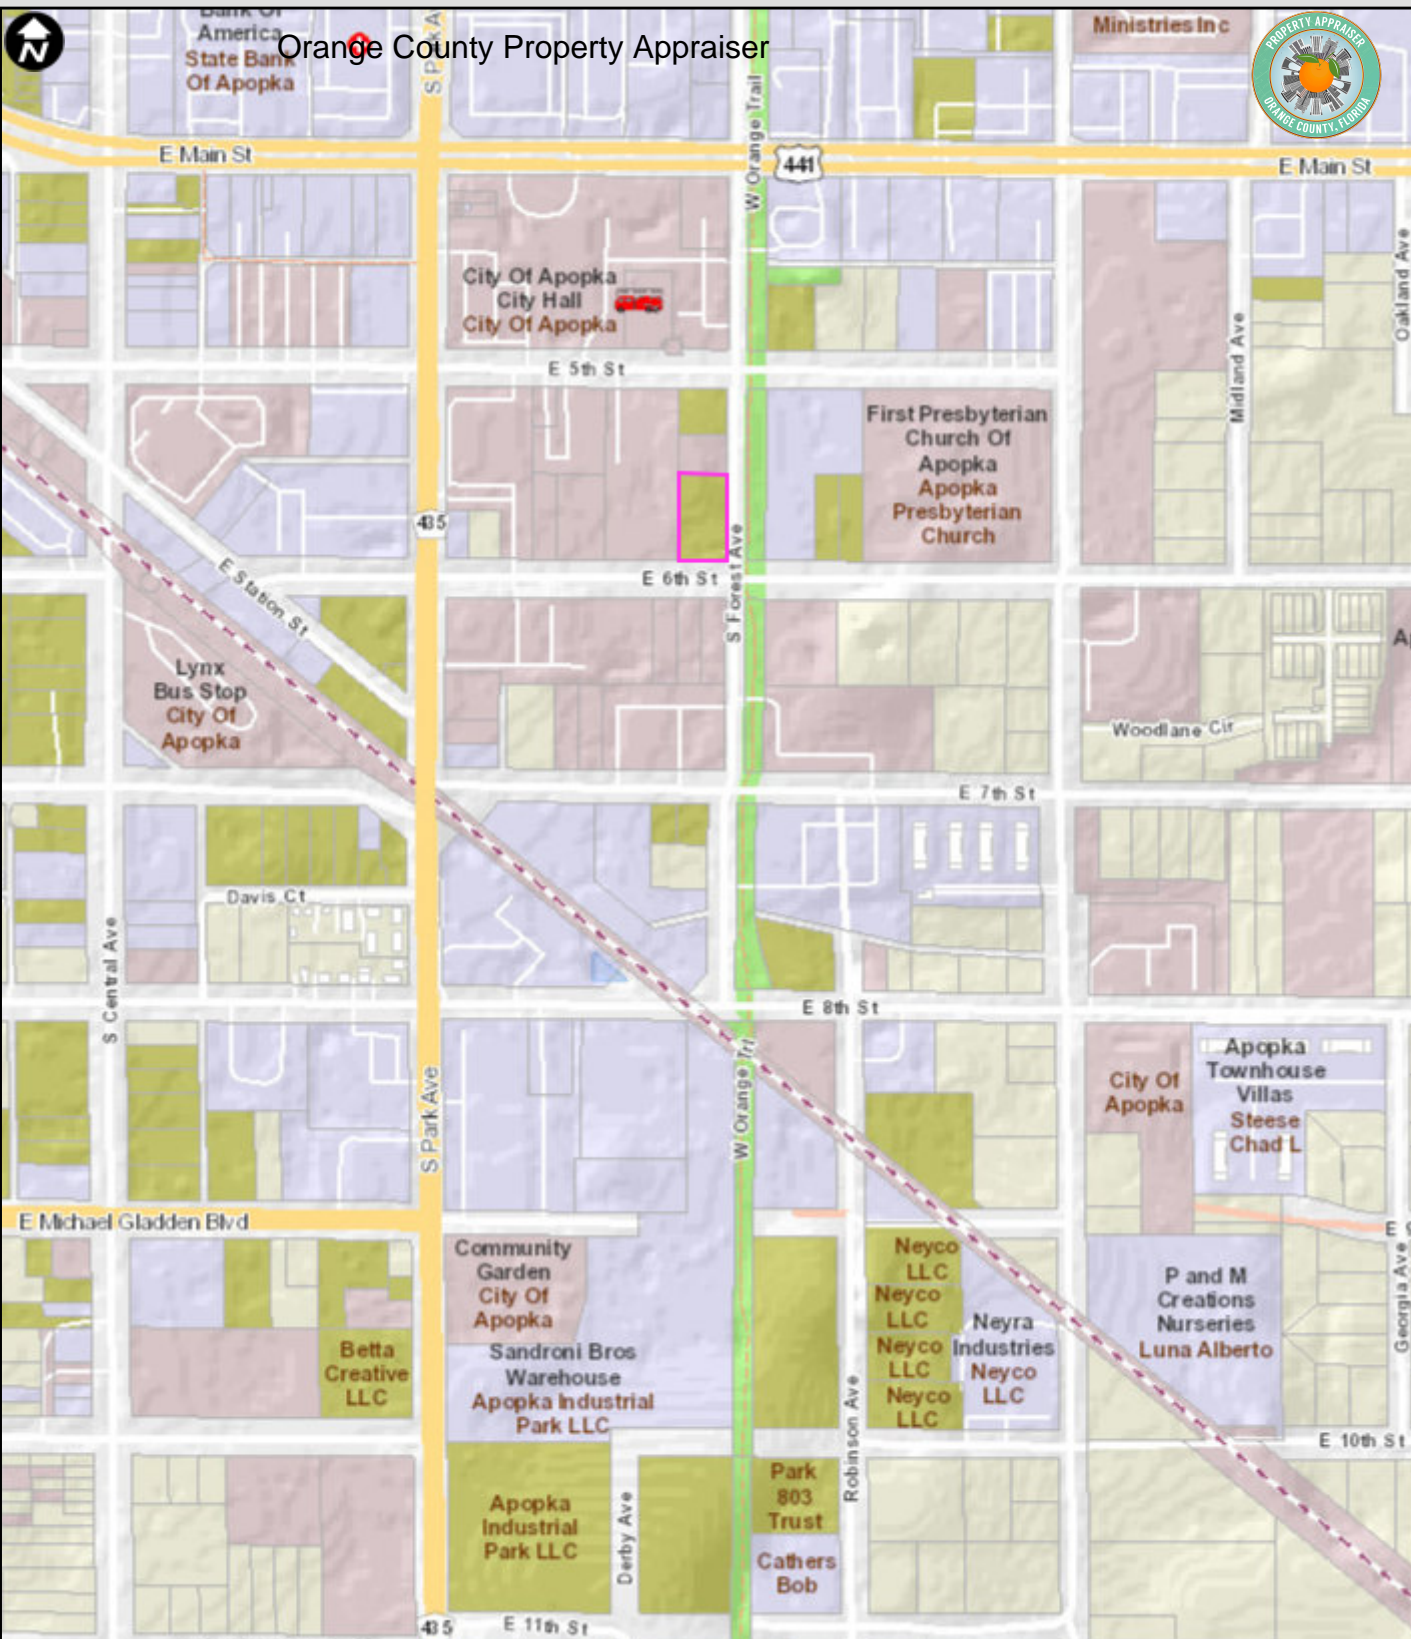 Bank Of
America
State Bank
Of Apopka
Orange County Property Appraiser
S Park A
W Orange Trail
Ministries Inc
PROPERTY APPRAISER
ORANGE COUNTY, FLORIDA
E Main St
441
E Main St
City Of Apopka
City Hall
City Of Apopka
Oakland Ave
Midland Ave
E 5th St
First Presbyterian
Church Of
Apopka
Apopka
Presbyterian
Church
435
E Station St
E 6th St
S Forest Ave
Lynx
Bus Stop
City Of
Apopka
Woodlane Cir
E 7th St
Davis Ct
S Central Ave
E 8th St
W Orange Trl
S Park Ave
City Of
Apopka
Apopka
Townhouse
Villas
Steese
Chad L
E Michael Gladden Blvd
Community
Garden
City Of
Apopka
Neyco
LLC
Neyco
LLC
Neyco
LLC
Neyco
LLC
Neyra
Industries
Neyco
LLC
P and M
Creations
Nurseries
Luna Alberto
Georgia Ave
Betta
Creative
LLC
Sandroni Bros
Warehouse
Apopka Industrial
Park LLC
Robinson Ave
E 10th St
Apopka
Industrial
Park LLC
Derby Ave
Park
803
Trust
Cathers
Bob
435
E 11th St